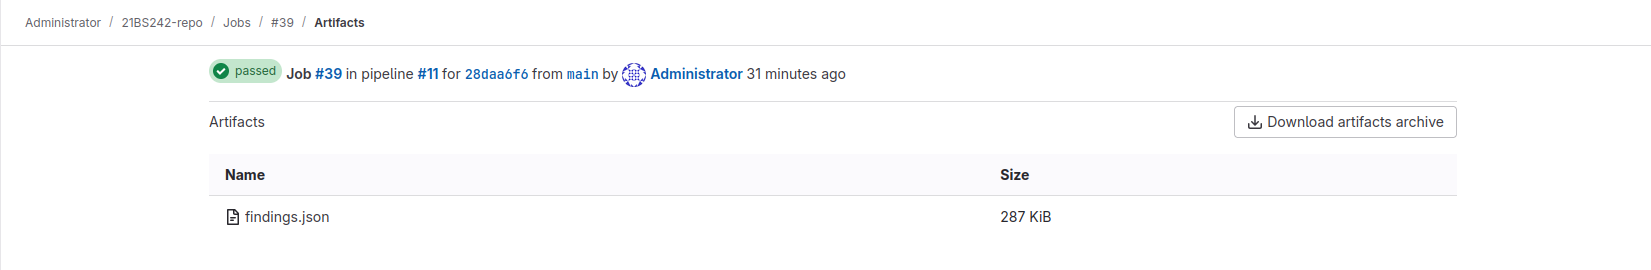 Administrator / 21BS242-repo / Jobs / #39 / Artifacts
passed Job #39 in pipeline #11 for 28daa6f6 from main by Administrator 31 minutes ago
Artifacts Download artifacts archive
Name Size
findings.json 287 KiB